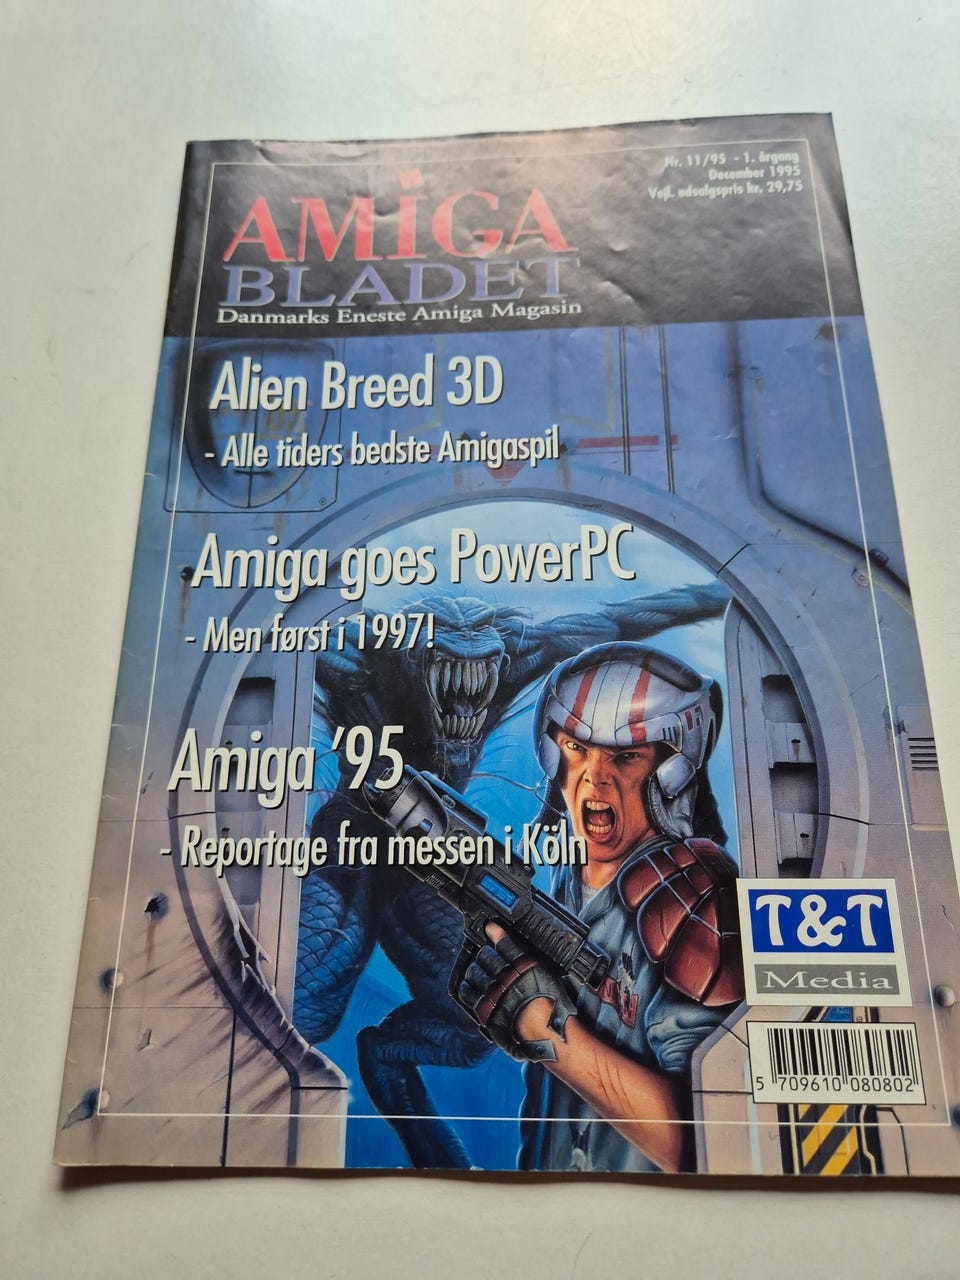 Nr. 11/95 - 1. årgang
December 1995
Vejl. udsalgspris kr. 29,75
AMIGA
BLADET
Danmarks Eneste Amiga Magasin
Alien Breed 3D
- Alle tiders bedste Amigaspil
Amiga goes PowerPC
- Men først i 1997!
Amiga '95
- Reportage fra messen i Köln
T&T
Media
5 709610 080802